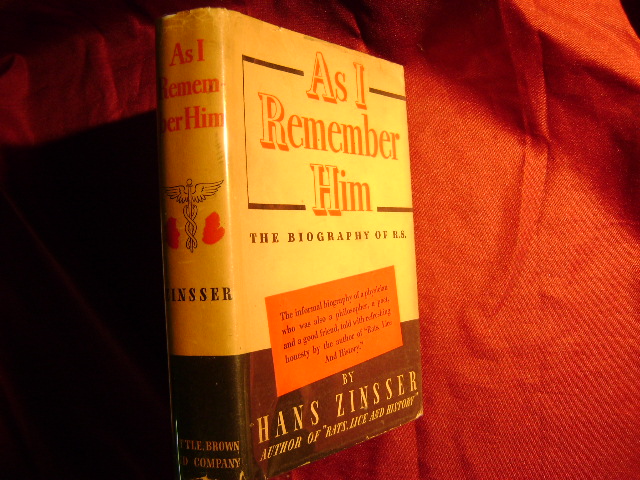 As I
Remem-
ber Him
ZINSSER
TTLE, BROWN
D COMPANY
As I
Remember
Him
THE BIOGRAPHY OF R.S.
The informal biography of a physician
who was also a philosopher, a poet,
and a good friend, told with refreshing
honesty by the author of "Rats, Lice
And History."
BY
HANS ZINSSER
AUTHOR OF "RATS, LICE AND HISTORY"